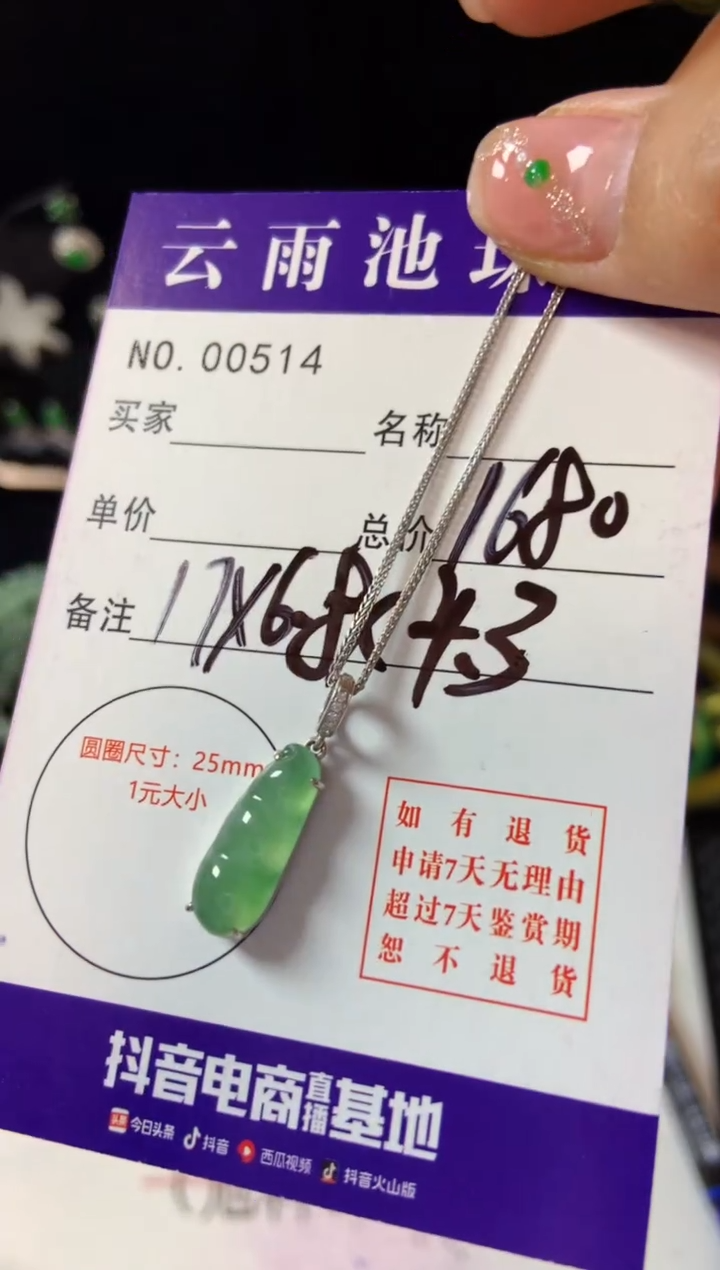 云雨池
NO. 00514
买家 名称
单价 总价 1680
备注 17X6.8X4.3
圆圈尺寸：25mm
1元大小
如有退货
申请7天无理由
超过7天鉴赏期
恕不退货
抖音电商直播基地
头条 今日头条 抖音 西瓜视频 抖音火山版